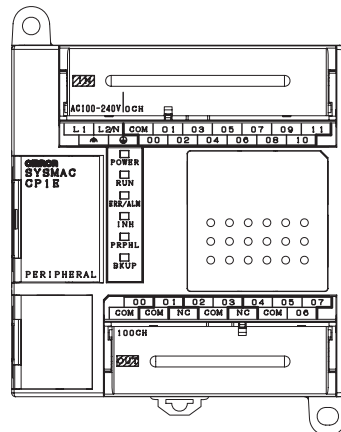 IN
AC100-240V 0CH
L1 L2/N COM 01 03 05 07 09 11
00 02 04 06 08 10
POWER
RUN
ERR/ALM
INH
PRPHL
BKUP
OMRON
SYSMAC
CP1E
PERIPHERAL
00 01 02 03 04 05 07
COM COM NC COM NC COM 06
100CH
OUT